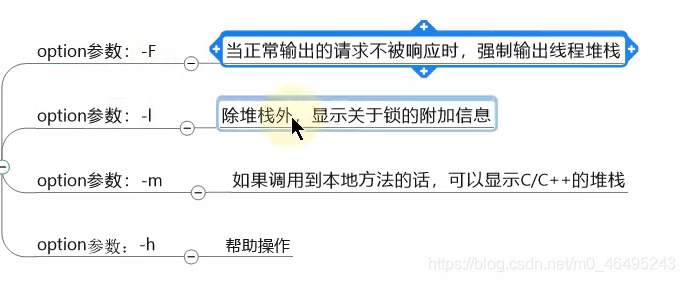 option参数：-F
当正常输出的请求不被响应时，强制输出线程堆栈
option参数：-l
除堆栈外，显示关于锁的附加信息
option参数：-m
如果调用到本地方法的话，可以显示C/C++的堆栈
option参数：-h
帮助操作
https://blog.csdn.net/m0_46495243